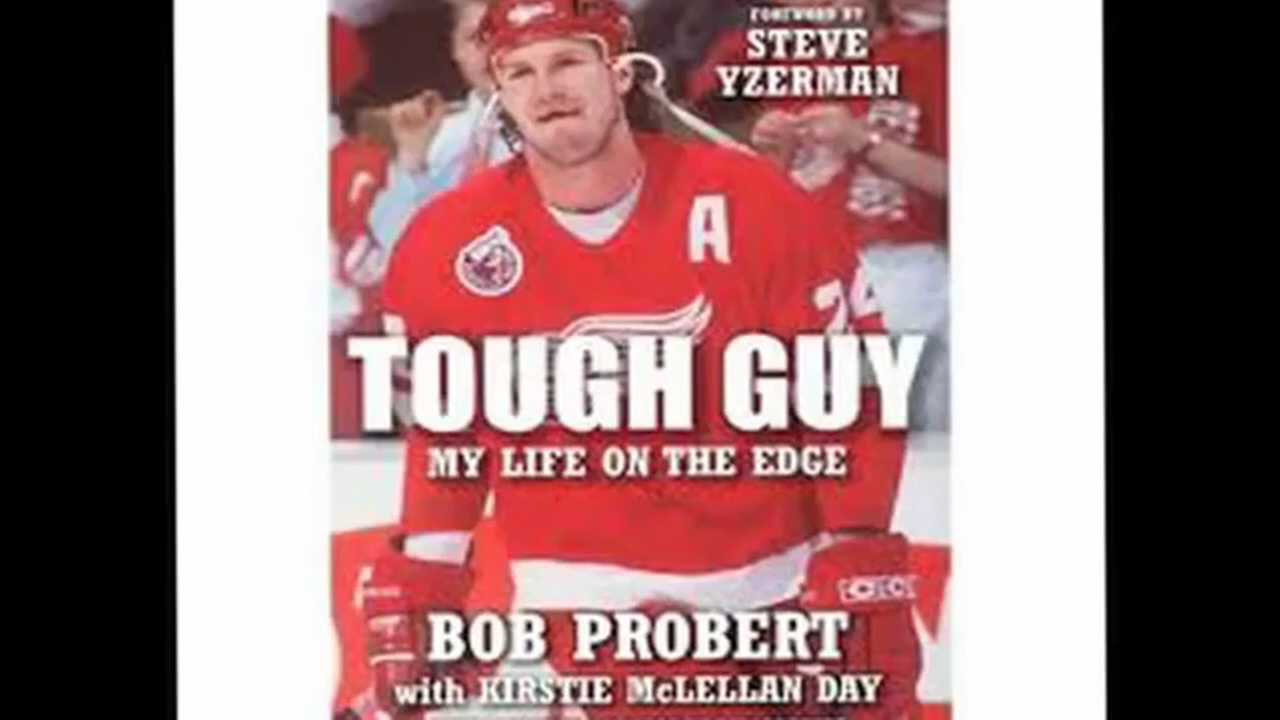 FOREWORD BY
STEVE
YZERMAN
A
TOUGH GUY
MY LIFE ON THE EDGE
BOB PROBERT
with KIRSTIE McLELLAN DAY